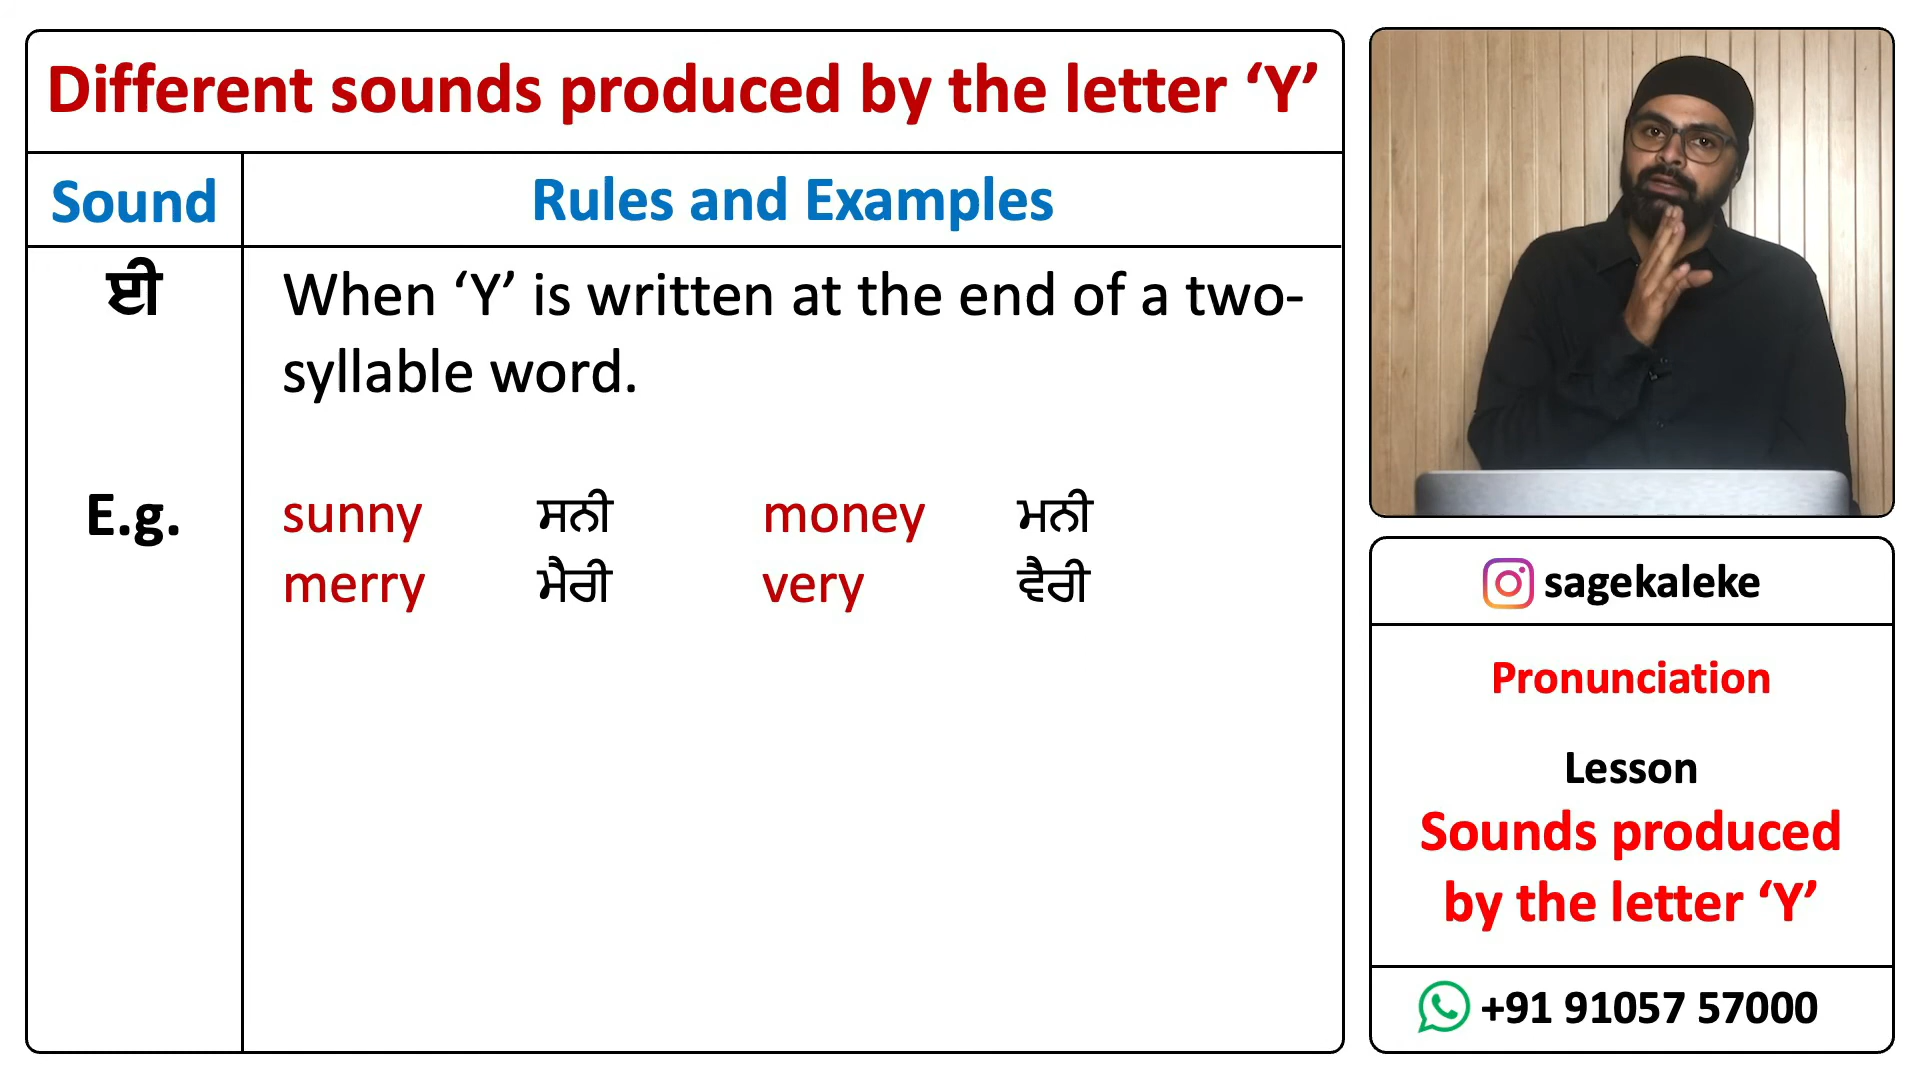 Different sounds produced by the letter ‘Y’
Sound
Rules and Examples
ਈ
When ‘Y’ is written at the end of a two-
syllable word.
E.g.
sunny ਸਨੀ money ਮਨੀ
merry ਮੈਰੀ very ਵੈਰੀ
sagekaleke
Pronunciation
Lesson
Sounds produced
by the letter ‘Y’
+91 91057 57000